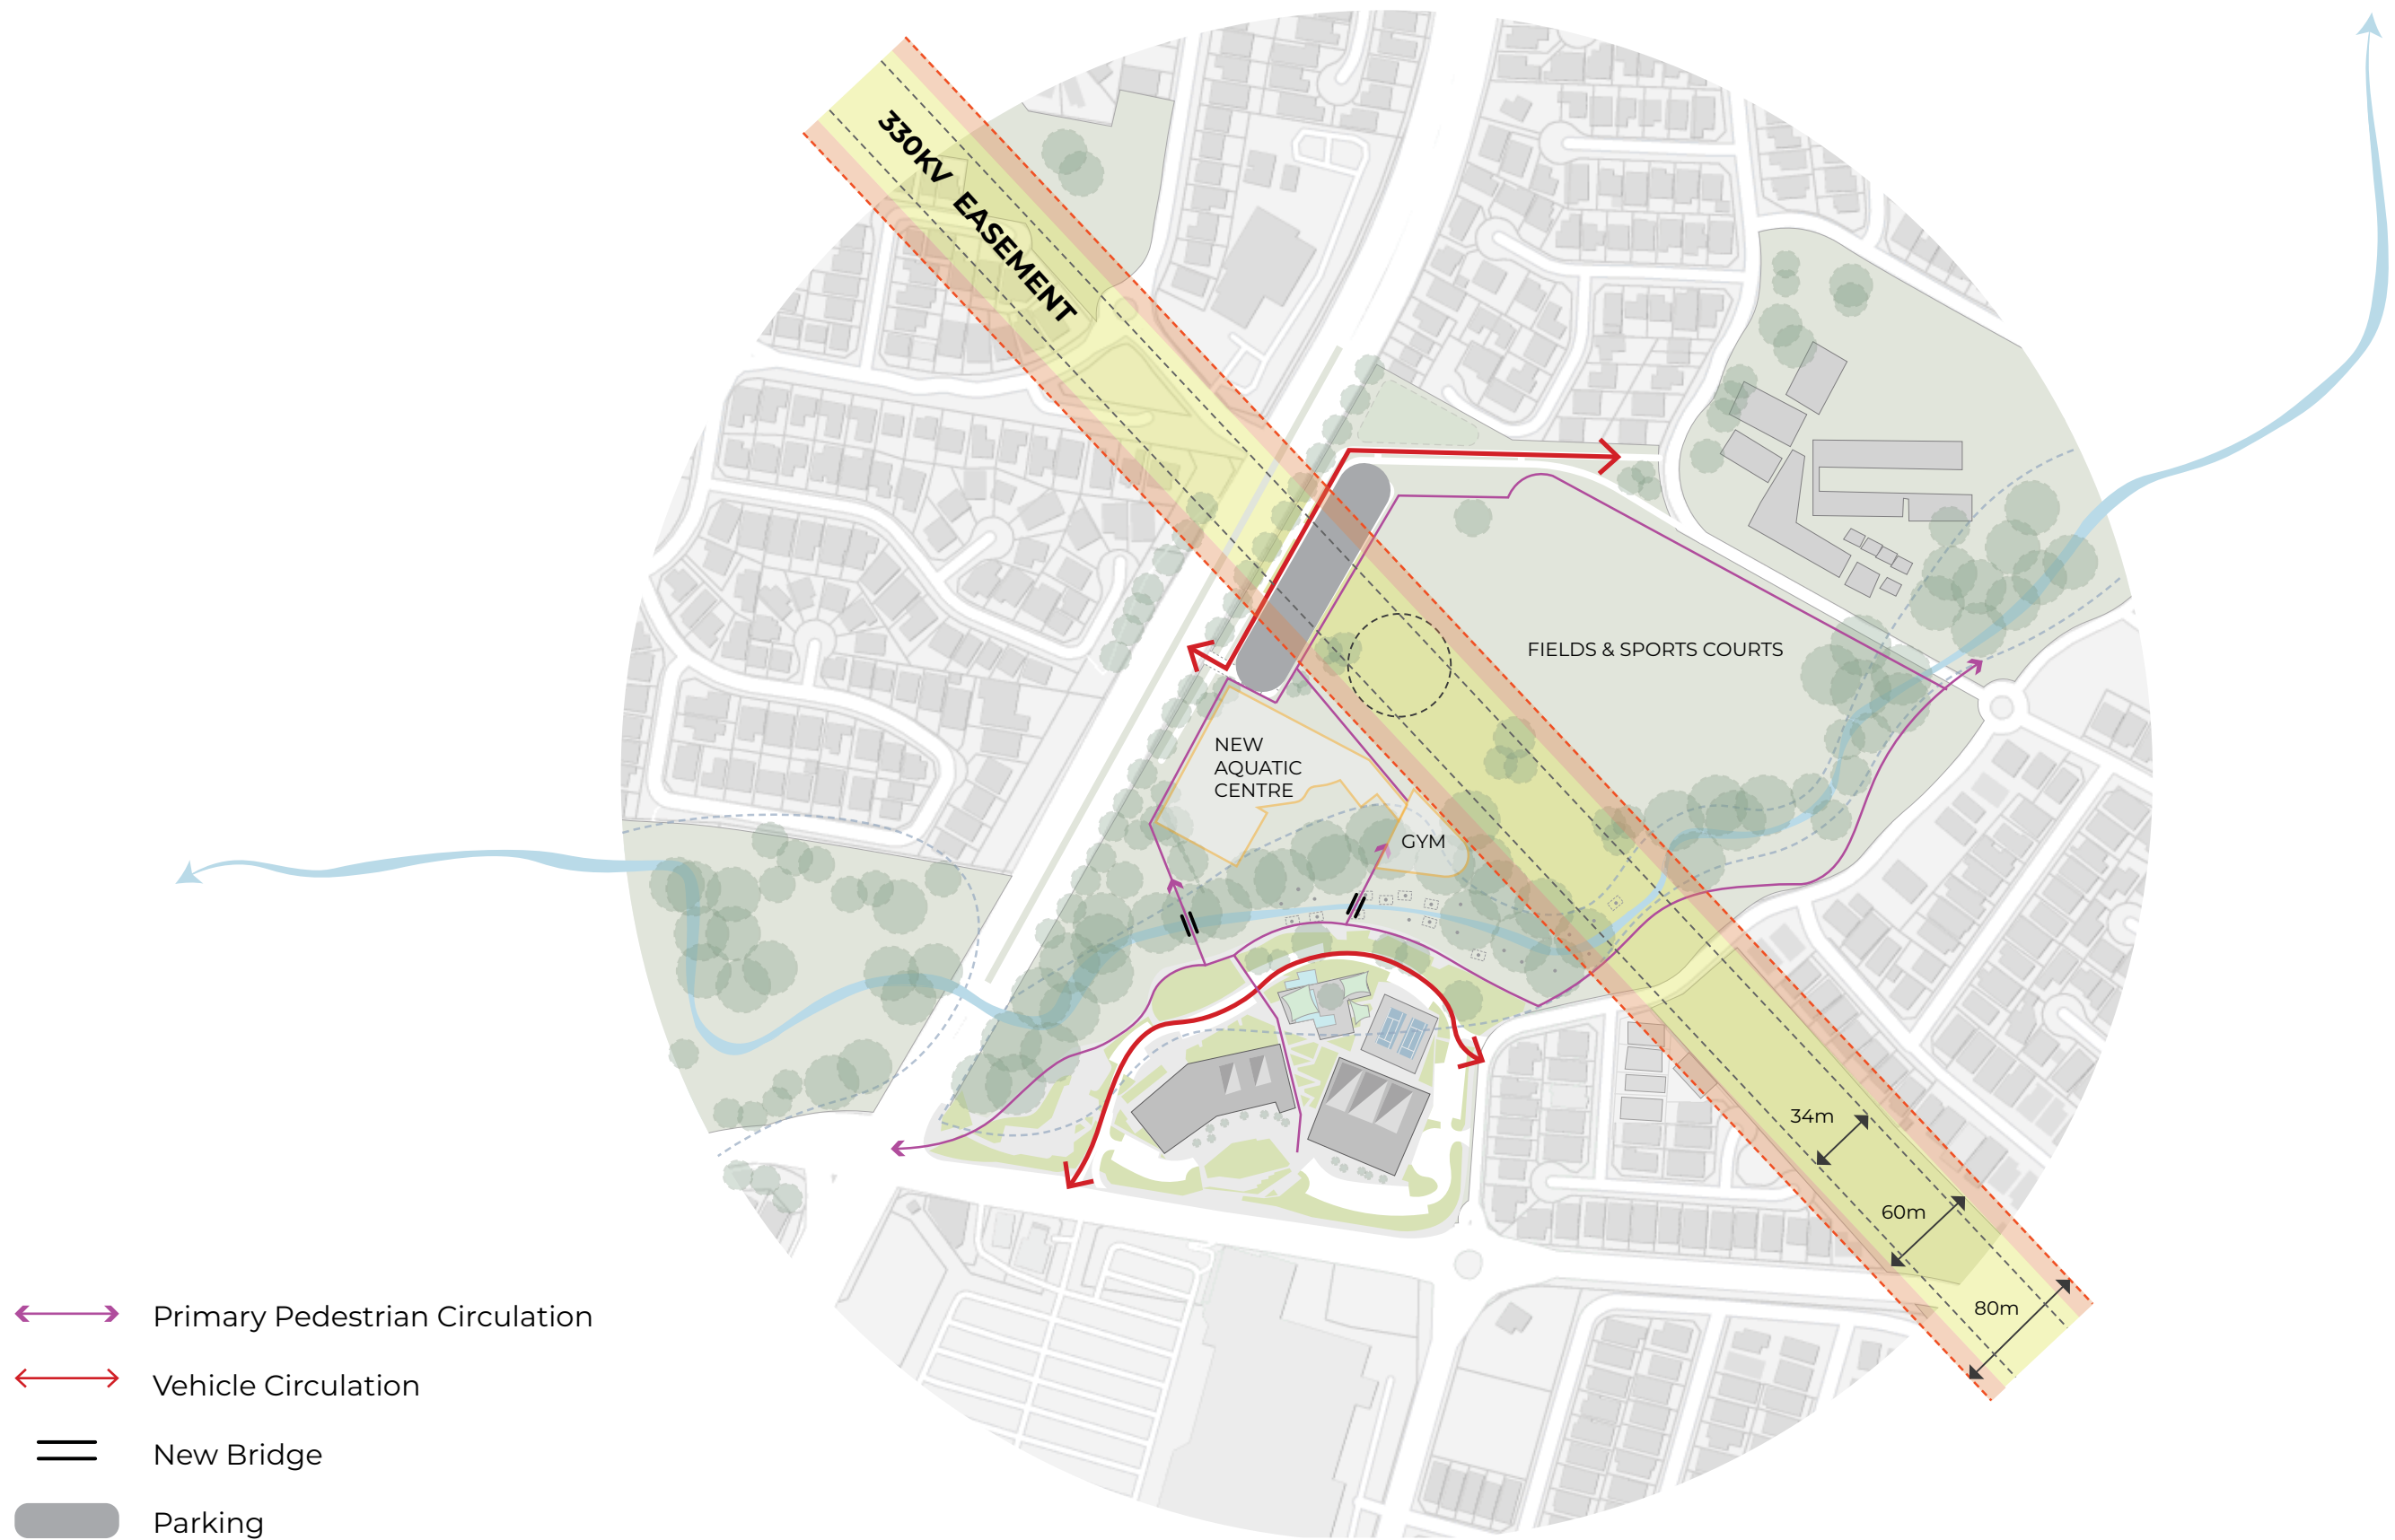 330KV EASEMENT
FIELDS & SPORTS COURTS
NEW
AQUATIC
CENTRE
GYM
34m
60m
80m
Primary Pedestrian Circulation
Vehicle Circulation
New Bridge
Parking